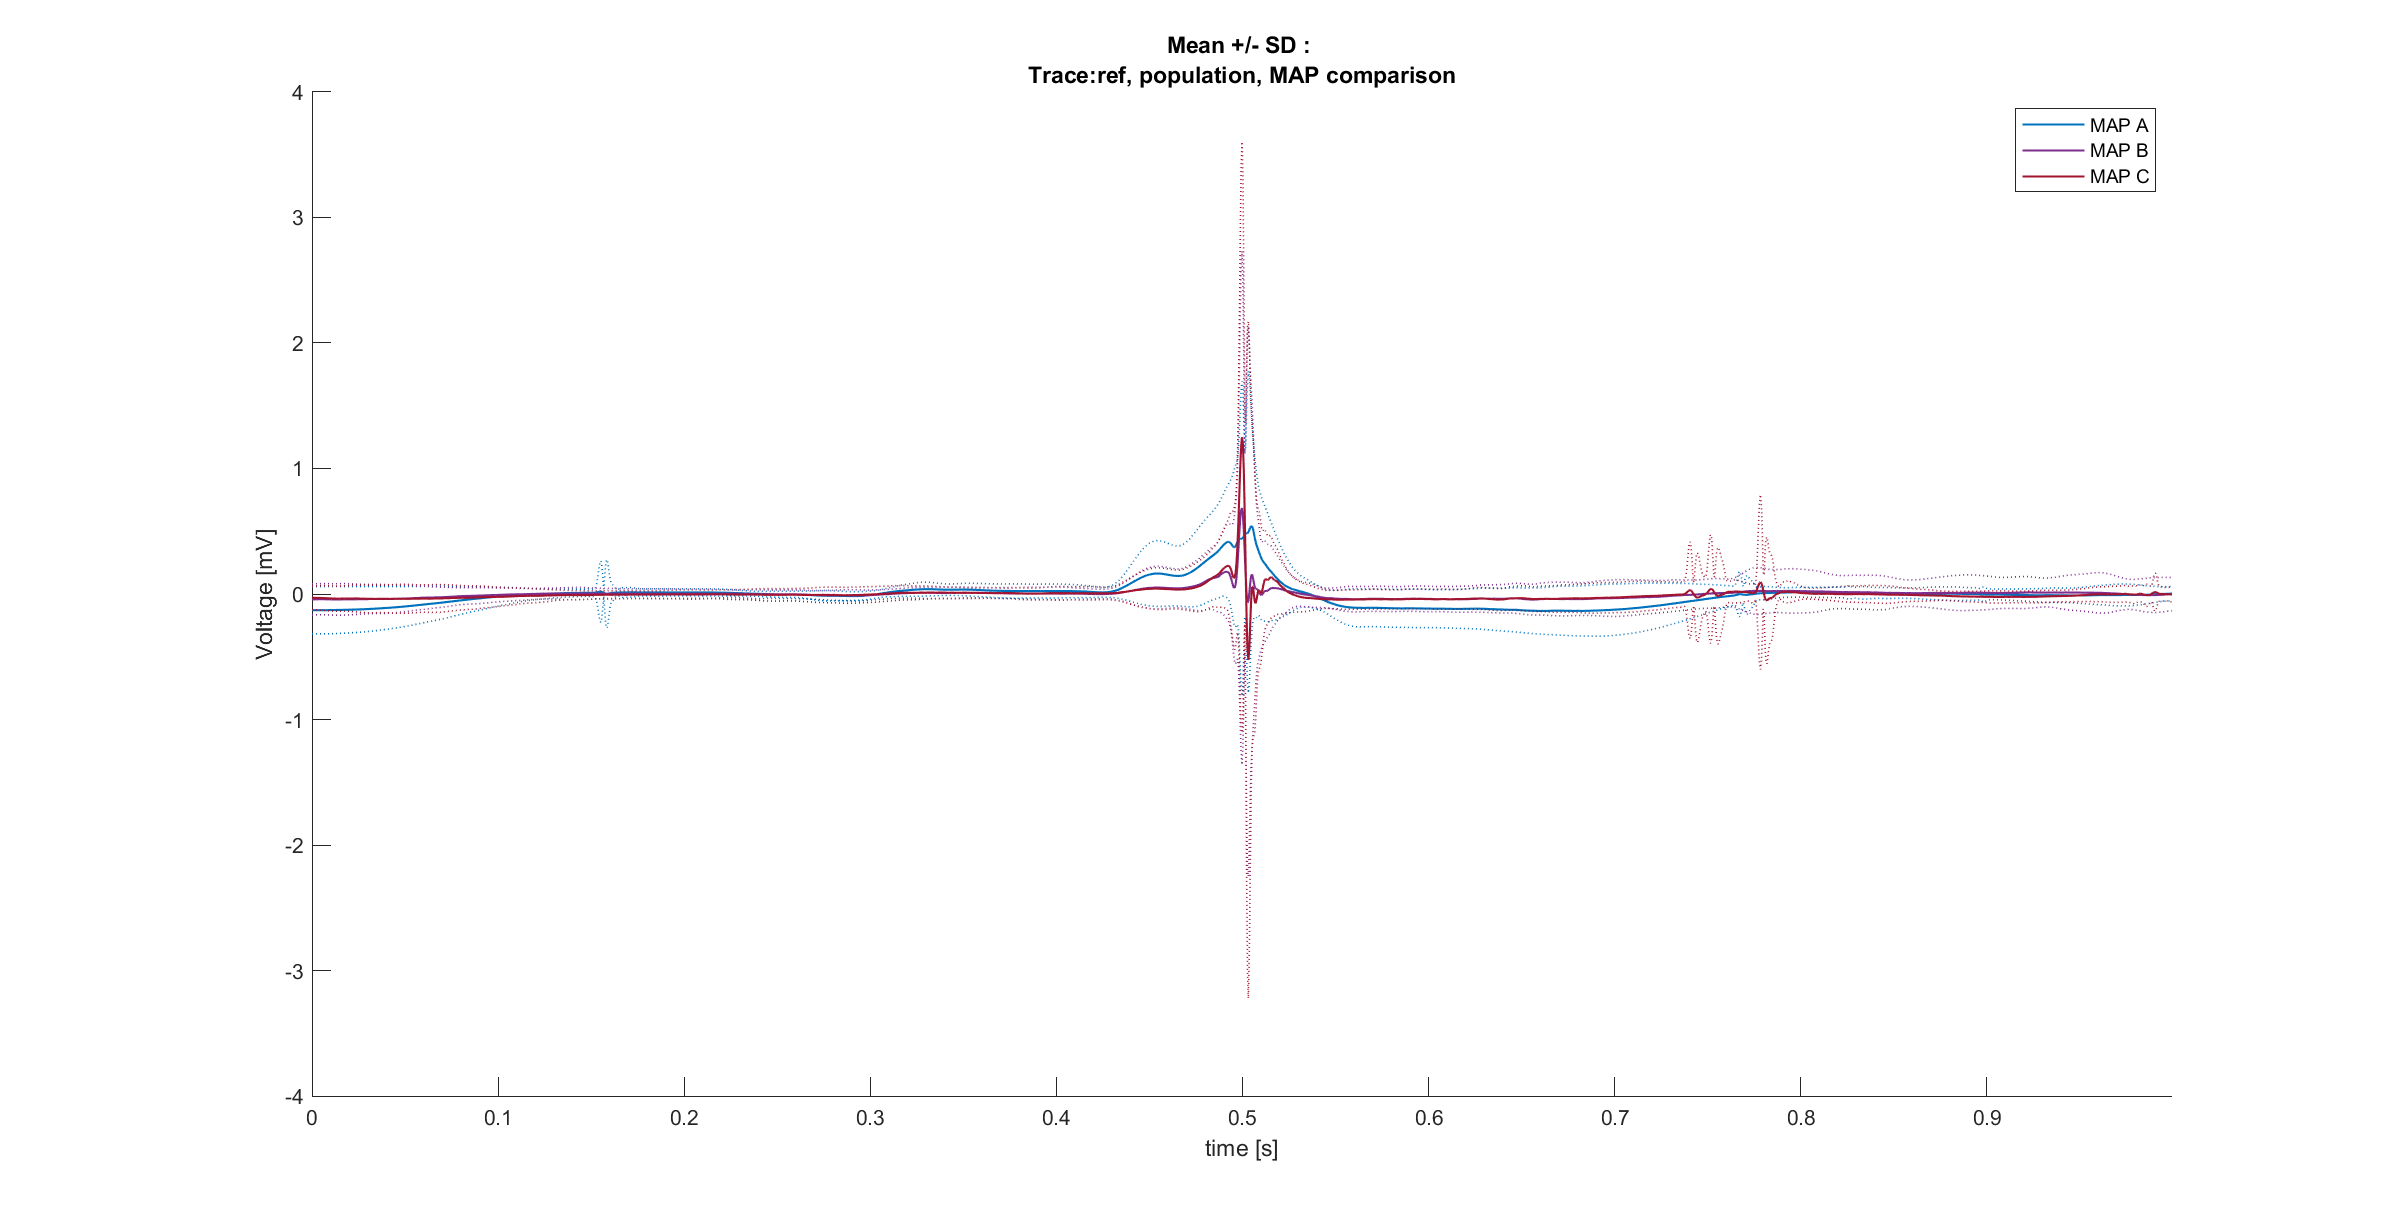 Mean +/- SD :
Trace:ref, population, MAP comparison
MAP A
MAP B
MAP C
4
3
2
1
0
-1
-2
-3
-4
Voltage [mV]
0 0.1 0.2 0.3 0.4 0.5 0.6 0.7 0.8 0.9
time [s]